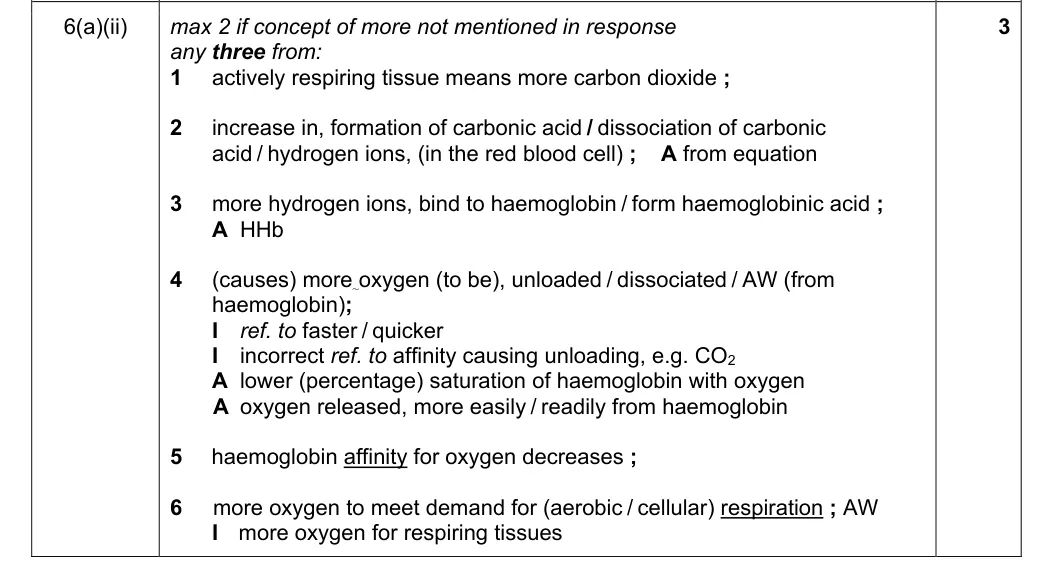 6(a)(ii) max 2 if concept of more not mentioned in response 3
any three from:
1 actively respiring tissue means more carbon dioxide ;
2 increase in, formation of carbonic acid / dissociation of carbonic
acid / hydrogen ions, (in the red blood cell) ; A from equation
3 more hydrogen ions, bind to haemoglobin / form haemoglobinic acid ;
A HHb
4 (causes) more oxygen (to be), unloaded / dissociated / AW (from
haemoglobin);
I ref. to faster / quicker
I incorrect ref. to affinity causing unloading, e.g. CO₂
A lower (percentage) saturation of haemoglobin with oxygen
A oxygen released, more easily / readily from haemoglobin
5 haemoglobin affinity for oxygen decreases ;
6 more oxygen to meet demand for (aerobic / cellular) respiration ; AW
I more oxygen for respiring tissues